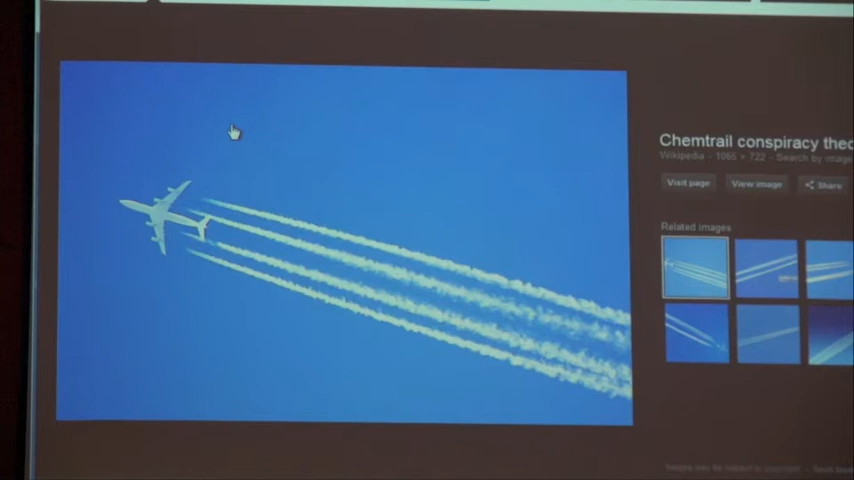 Chemtrail conspiracy theo
Wikipedia - 1065 × 722 - Search by image
Visit page
View image
Share
Related images